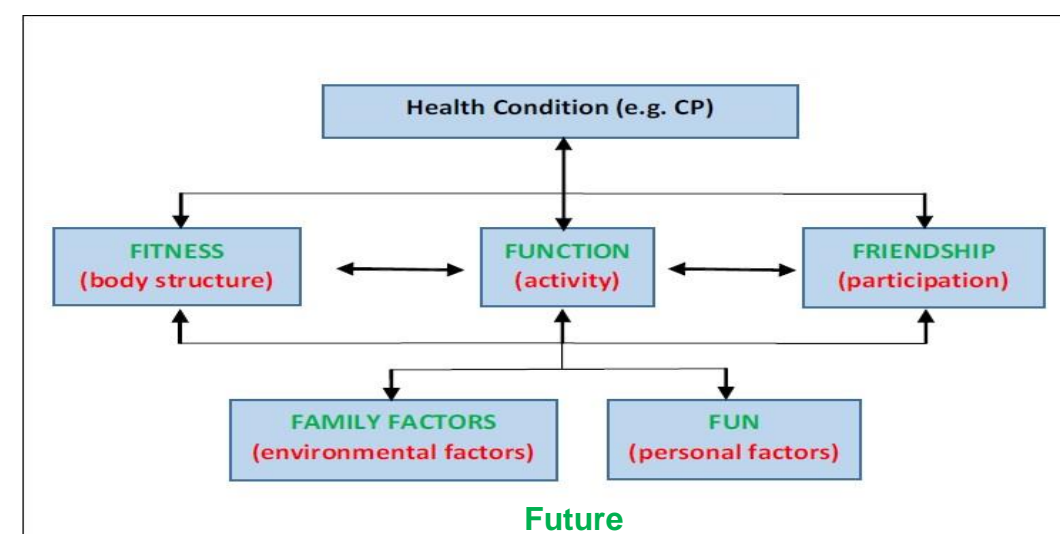 Health Condition (e.g. CP)
FITNESS
(body structure)
FUNCTION
(activity)
FRIENDSHIP
(participation)
FAMILY FACTORS
(environmental factors)
FUN
(personal factors)
Future